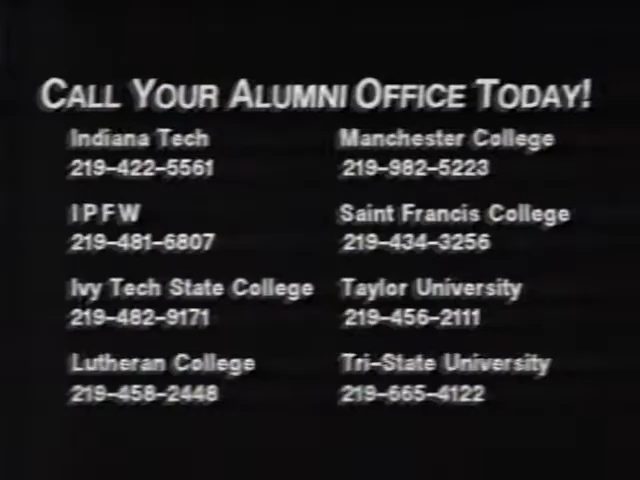 CALL YOUR ALUMNI OFFICE TODAY!
Indiana Tech
219-422-5561
IPFW
219-481-6807
Ivy Tech State College
219-482-9171
Lutheran College
219-458-2448
Manchester College
219-982-5223
Saint Francis College
219-434-3256
Taylor University
219-456-2111
Tri-State University
219-665-4122